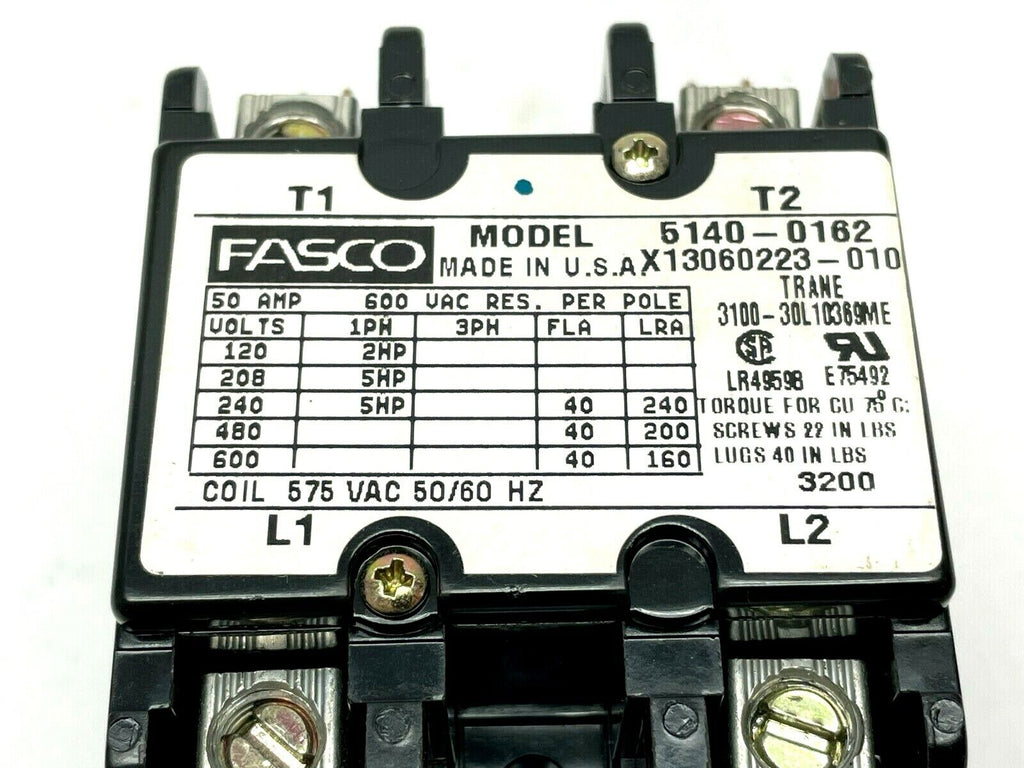 T1 T2
FASCO MODEL 5140-0162
MADE IN U.S.A. X13060223-010
TRANE
3100-30L10369ME
50 AMP 600 VAC RES. PER POLE
VOLTS 1PH 3PH FLA LRA
120 2HP
208 5HP
240 5HP 40 240
480 40 200
600 40 160
COIL 575 VAC 50/60 HZ
SA RU
LR49598 E75492
TORQUE FOR CU 75°C:
SCREWS 22 IN LBS
LUGS 40 IN LBS
3200
L1 L2